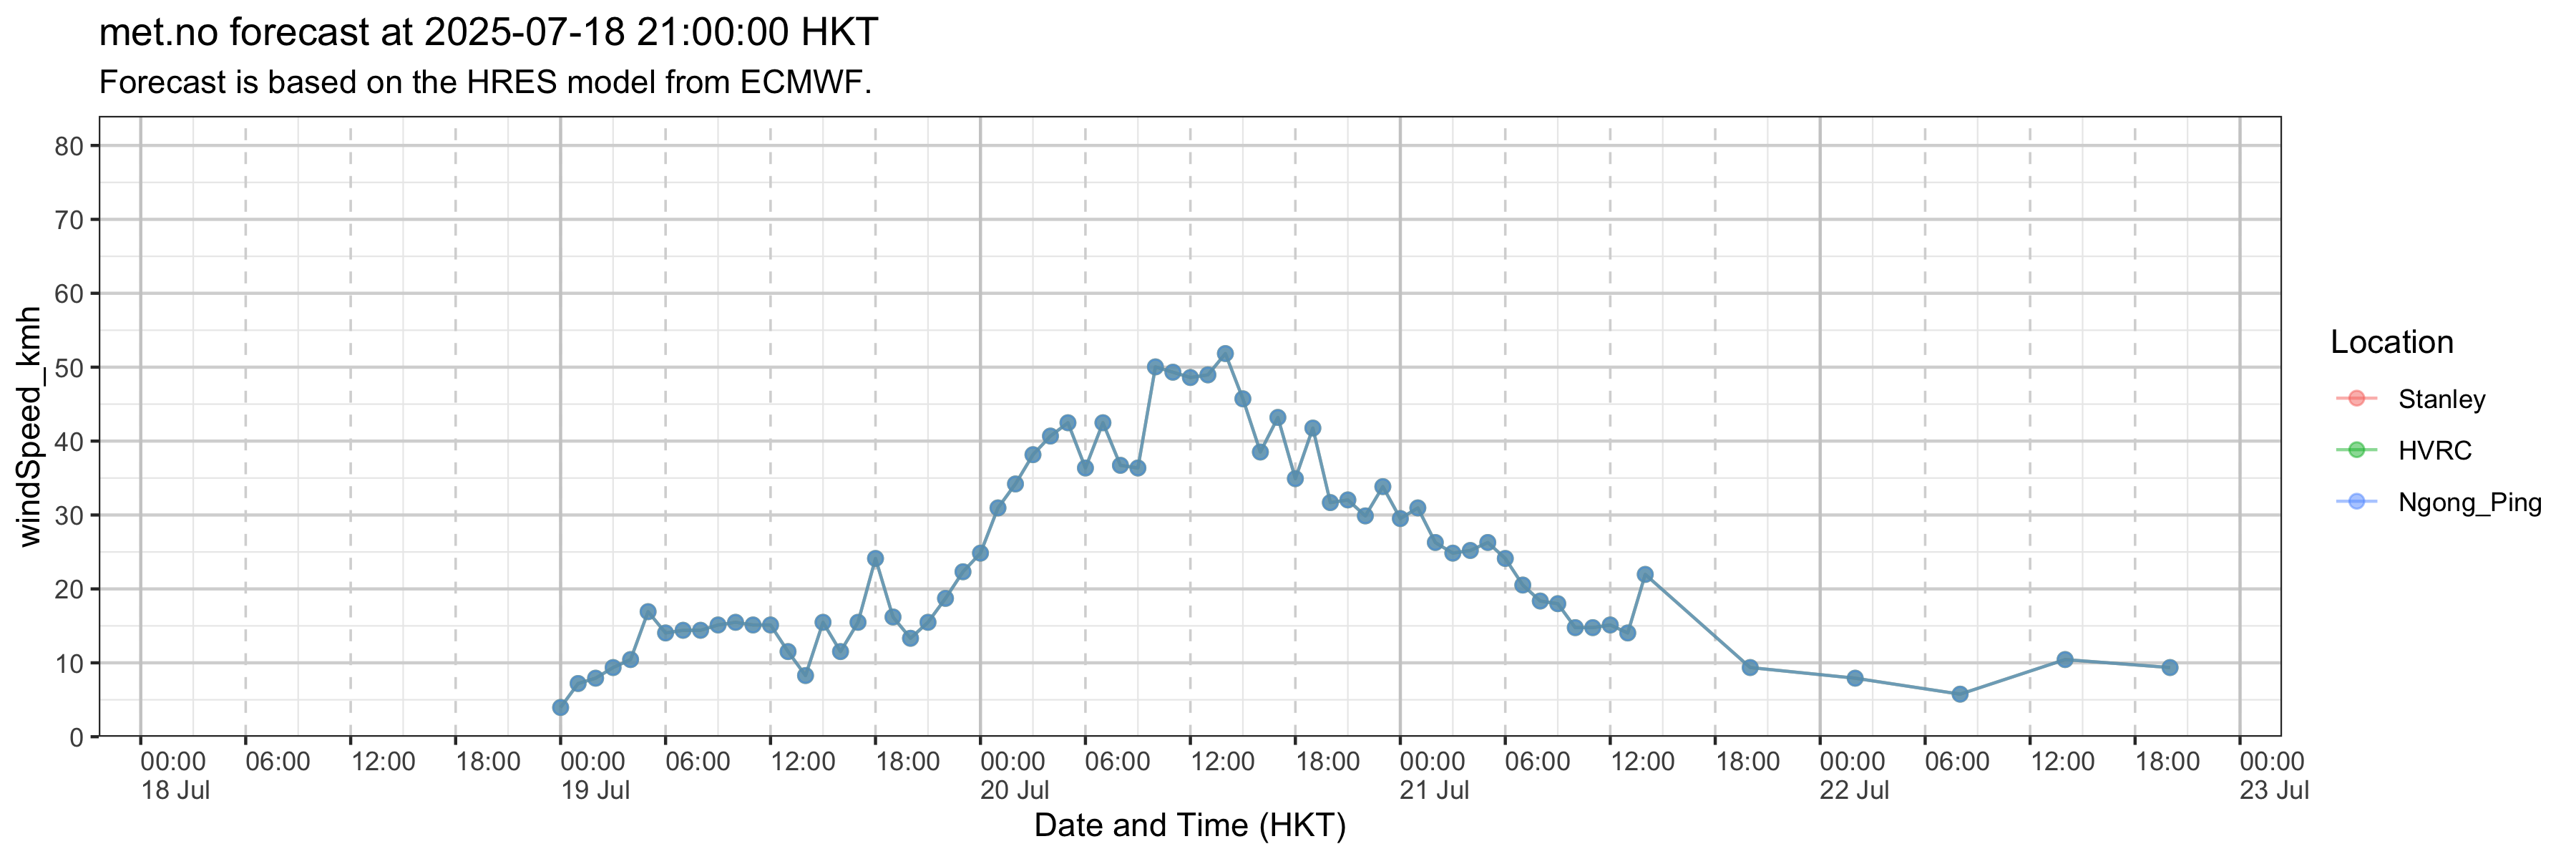 met.no forecast at 2025-07-18 21:00:00 HKT
Forecast is based on the HRES model from ECMWF.
windSpeed_kmh
80
70
60
50
40
30
20
10
0
00:00 06:00 12:00 18:00 00:00 06:00 12:00 18:00 00:00 06:00 12:00 18:00 00:00 06:00 12:00 18:00 00:00 06:00 12:00 18:00 00:00
18 Jul 19 Jul 20 Jul 21 Jul 22 Jul 23 Jul
Date and Time (HKT)
Location
Stanley
HVRC
Ngong_Ping